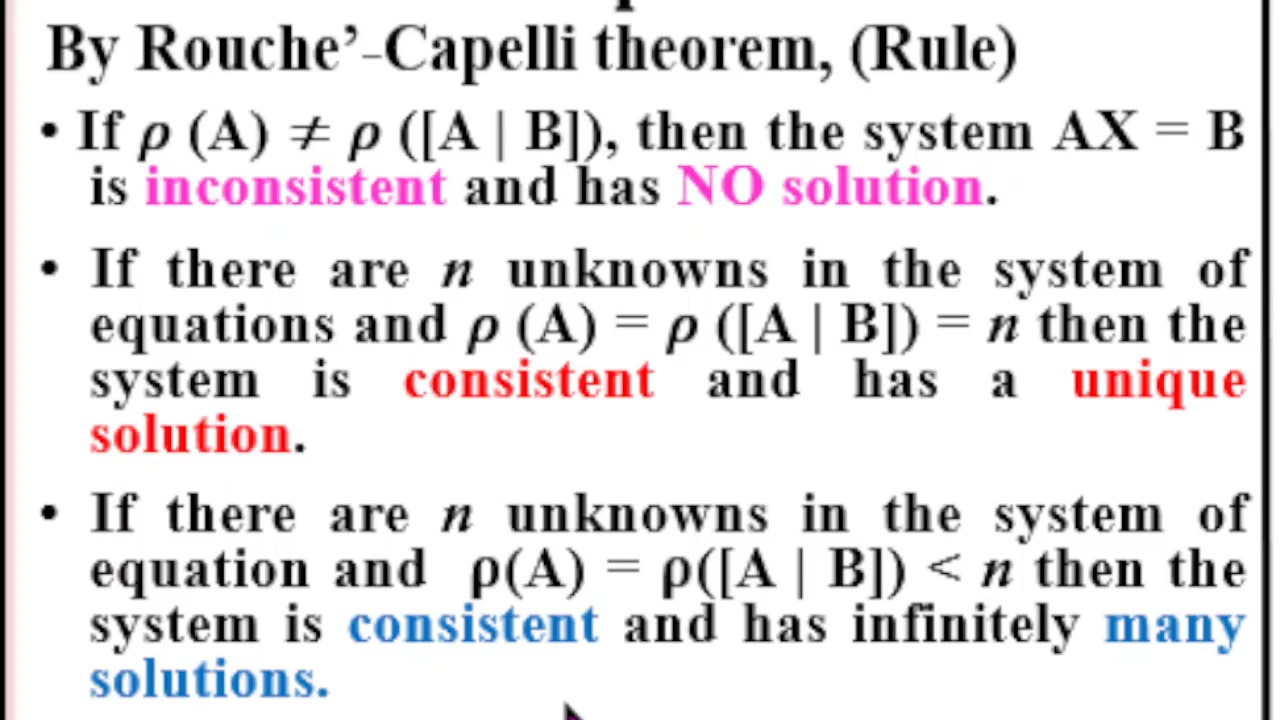 By Rouche’-Capelli theorem, (Rule)
• If ρ (A) ≠ ρ ([A | B]), then the system AX = B
is inconsistent and has NO solution.
• If there are n unknowns in the system of
equations and ρ (A) = ρ ([A | B]) = n then the
system is consistent and has a unique
solution.
• If there are n unknowns in the system of
equation and ρ(A) = ρ([A | B]) < n then the
system is consistent and has infinitely many
solutions.